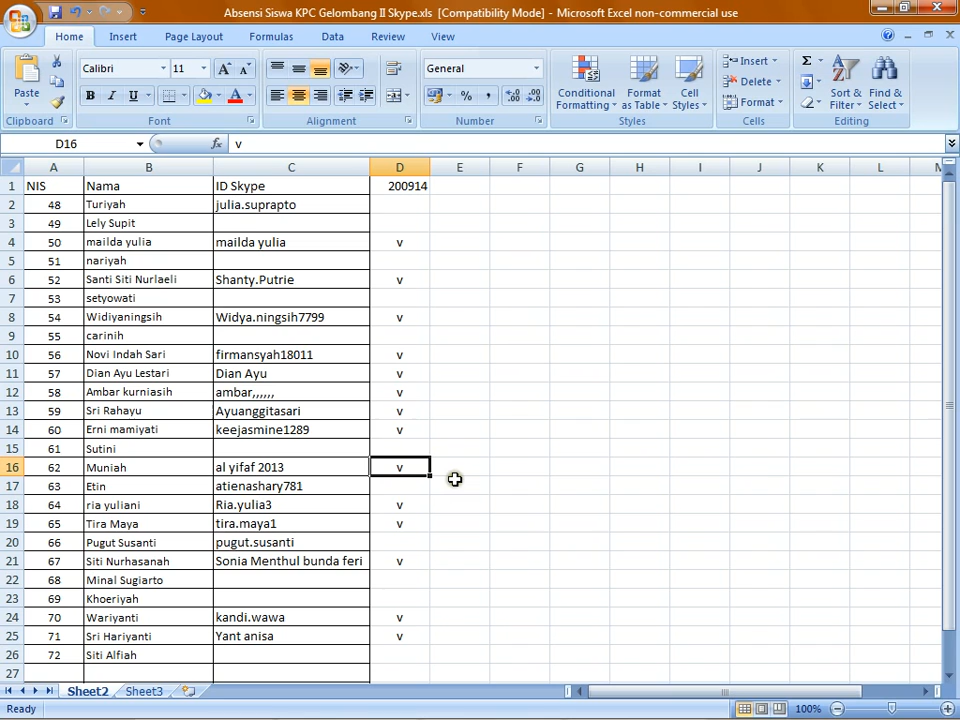 Absensi Siswa KPC Gelombang II Skype.xls [Compatibility Mode] - Microsoft Excel non-commercial use
Home Insert Page Layout Formulas Data Review View
Paste
Clipboard
Calibri 11
B I U
Font
Alignment
General
% ,
Number
Conditional Formatting
Format as Table
Cell Styles
Styles
Insert
Delete
Format
Cells
Sort & Filter
Find & Select
Editing
D16 fx v
A B C D E F G H I J K L M
1 NIS Nama ID Skype 200914
2 48 Turiyah julia.suprapto
3 49 Lely Supit
4 50 mailda yulia mailda yulia v
5 51 nariyah
6 52 Santi Siti Nurlaeli Shanty.Putrie v
7 53 setyowati
8 54 Widiyaningsih Widya.ningsih7799 v
9 55 carinih
10 56 Novi Indah Sari firmansyah18011 v
11 57 Dian Ayu Lestari Dian Ayu v
12 58 Ambar kurniasih ambar,,,,,, v
13 59 Sri Rahayu Ayuanggitasari v
14 60 Erni mamiyati keejasmine1289 v
15 61 Sutini
16 62 Muniah al yifaf 2013 v
17 63 Etin atienashary781
18 64 ria yuliani Ria.yulia3 v
19 65 Tira Maya tira.maya1 v
20 66 Pugut Susanti pugut.susanti
21 67 Siti Nurhasanah Sonia Menthul bunda feri v
22 68 Minal Sugiarto
23 69 Khoeriyah
24 70 Wariyanti kandi.wawa v
25 71 Sri Hariyanti Yant anisa v
26 72 Siti Alfiah
27
Sheet2 Sheet3
Ready 100%